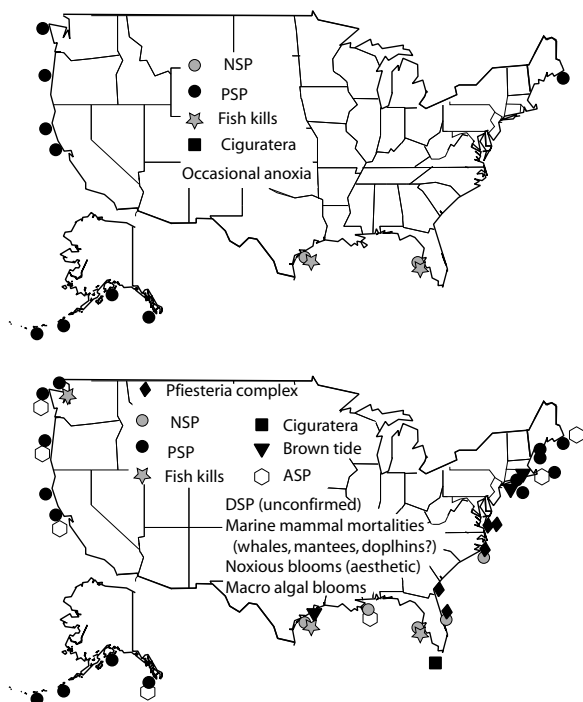 NSP
PSP
Fish kills
Ciguratera
Occasional anoxia
Pfiesteria complex
NSP
PSP
Fish kills
Ciguratera
Brown tide
ASP
DSP (unconfirmed)
Marine mammal mortalities
(whales, mantees, doplhins?)
Noxious blooms (aesthetic)
Macro algal blooms